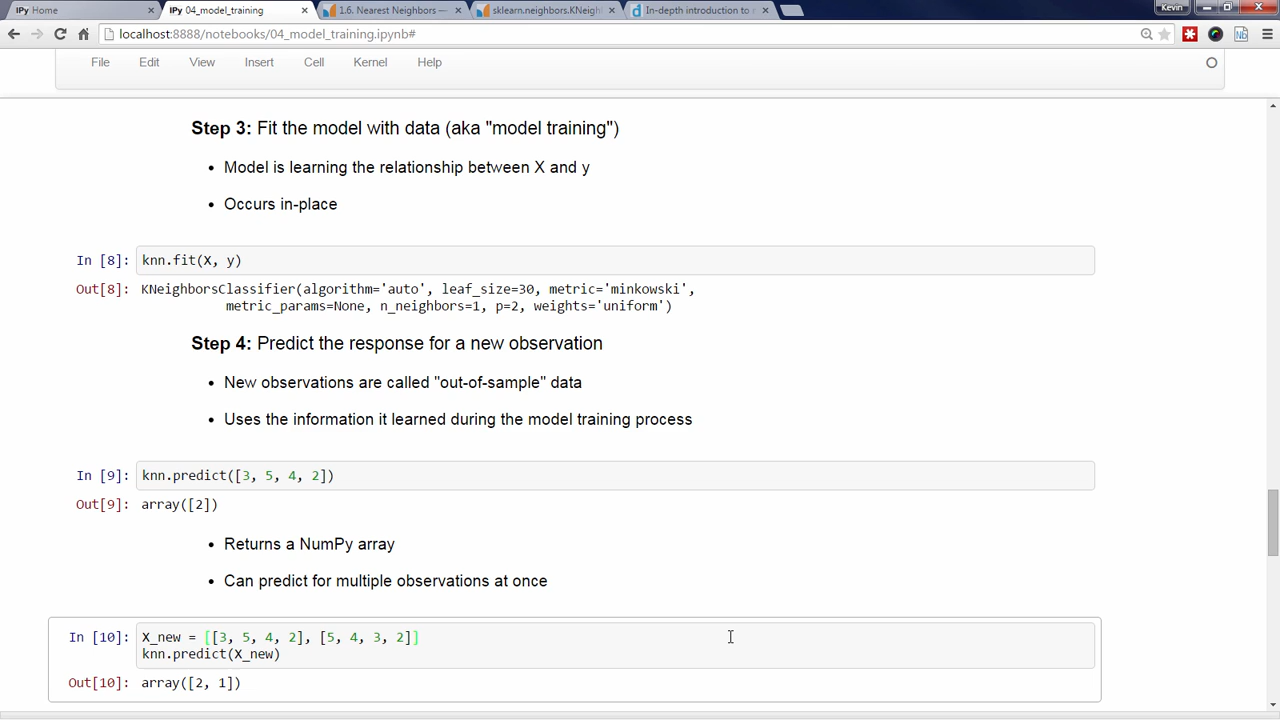 IPy Home
IPy 04_model_training
1.6. Nearest Neighbors —
sklearn.neighbors.KNeigh
In-depth introduction to
Kevin
localhost:8888/notebooks/04_model_training.ipynb#
File Edit View Insert Cell Kernel Help
Step 3: Fit the model with data (aka "model training")
• Model is learning the relationship between X and y
• Occurs in-place
In [8]: knn.fit(X, y)
Out[8]: KNeighborsClassifier(algorithm='auto', leaf_size=30, metric='minkowski',
metric_params=None, n_neighbors=1, p=2, weights='uniform')
Step 4: Predict the response for a new observation
• New observations are called "out-of-sample" data
• Uses the information it learned during the model training process
In [9]: knn.predict([3, 5, 4, 2])
Out[9]: array([2])
• Returns a NumPy array
• Can predict for multiple observations at once
In [10]: X_new = [[3, 5, 4, 2], [5, 4, 3, 2]]
knn.predict(X_new)
Out[10]: array([2, 1])